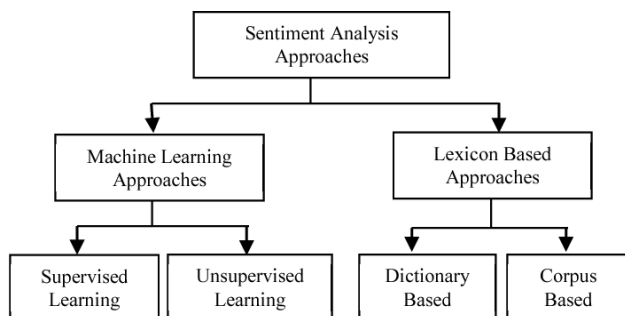 Sentiment Analysis
Approaches
Machine Learning
Approaches
Lexicon Based
Approaches
Supervised
Learning
Unsupervised
Learning
Dictionary
Based
Corpus
Based